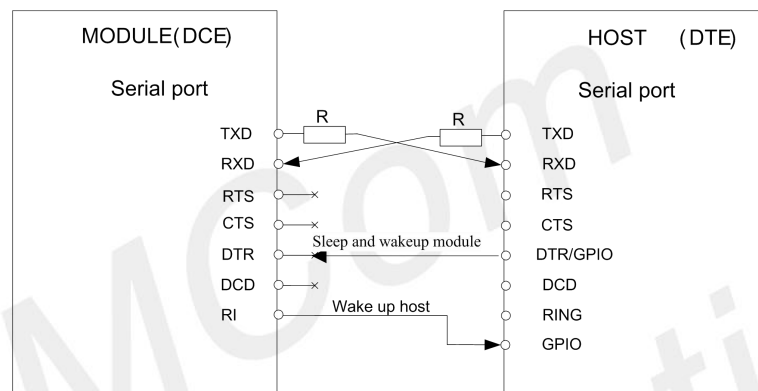 MODULE(DCE)
HOST (DTE)
Serial port
Serial port
R
R
TXD
TXD
RXD
RXD
RTS
RTS
CTS
CTS
DTR
Sleep and wakeup module
DTR/GPIO
DCD
DCD
RI
Wake up host
RING
GPIO
MCom